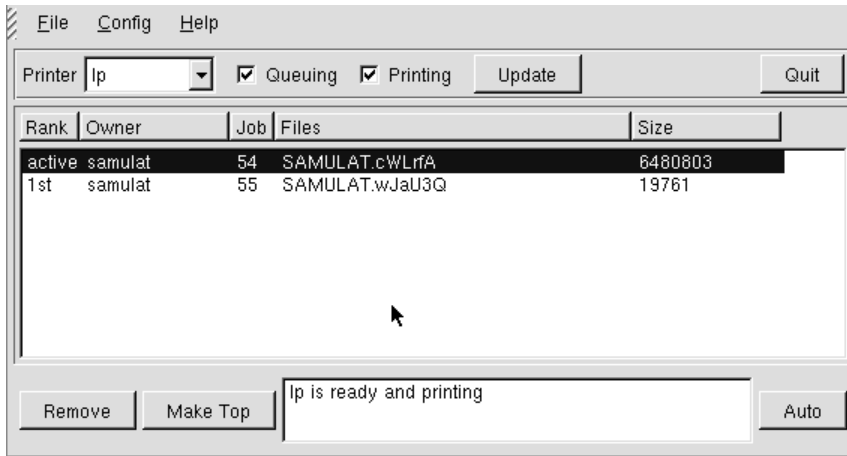 File Config Help
Printer lp Queuing Printing Update Quit
Rank Owner Job Files Size
active samulat 54 SAMULAT.cWLrfA 6480803
1st samulat 55 SAMULAT.wJaU3Q 19761
Remove Make Top lp is ready and printing Auto